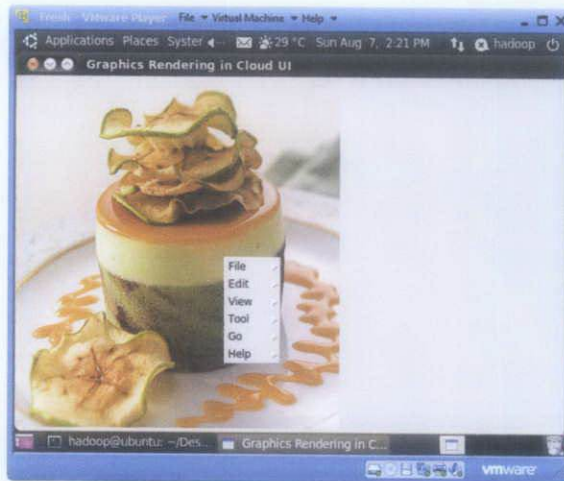 Fresh - VMware Player File Virtual Machine Help
Applications Places Syster 29 °C Sun Aug 7, 2:21 PM hadoop
Graphics Rendering in Cloud UI
File
Edit
View
Tool
Go
Help
hadoop@ubuntu: ~/Des... Graphics Rendering in C...
vmware